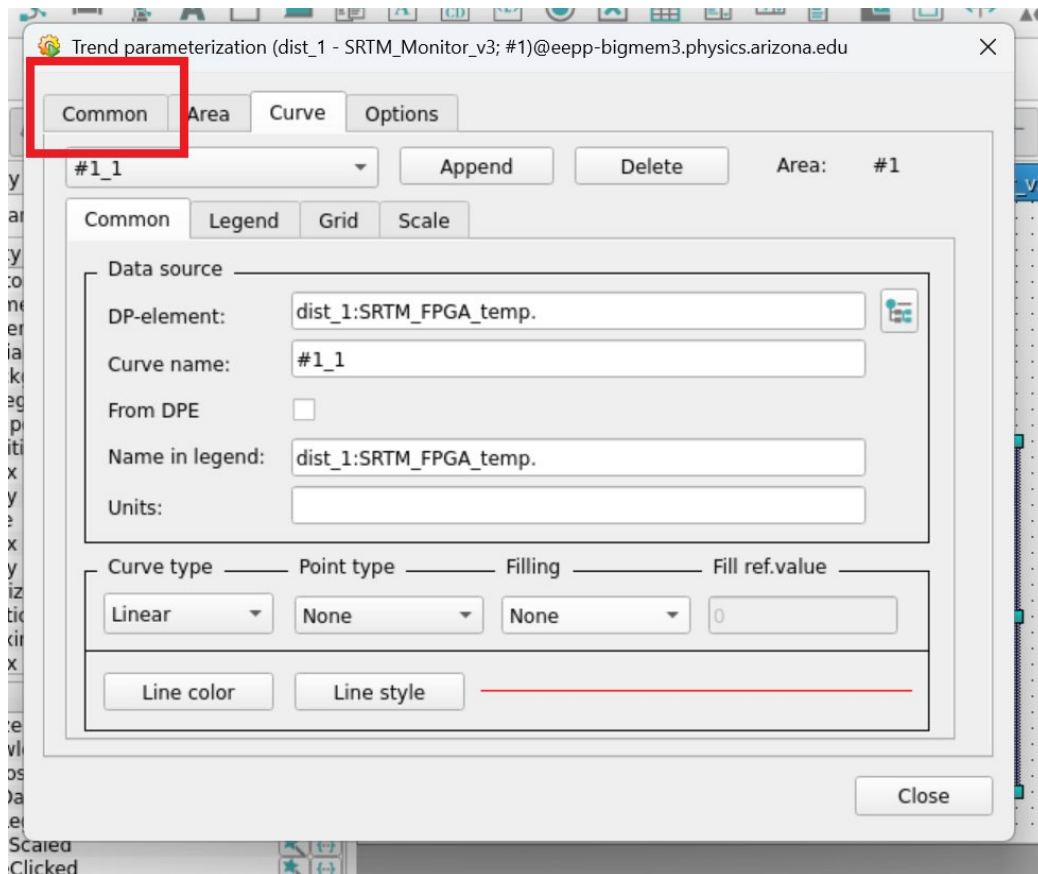 Trend parameterization (dist_1 - SRTM_Monitor_v3; #1)@eepp-bigmem3.physics.arizona.edu
Common Area Curve Options
#1_1 Append Delete Area: #1
Common Legend Grid Scale
Data source
DP-element: dist_1:SRTM_FPGA_temp.
Curve name: #1_1
From DPE
Name in legend: dist_1:SRTM_FPGA_temp.
Units:
Curve type Point type Filling Fill ref.value
Linear None None 0
Line color Line style
Close
Scaled
Clicked